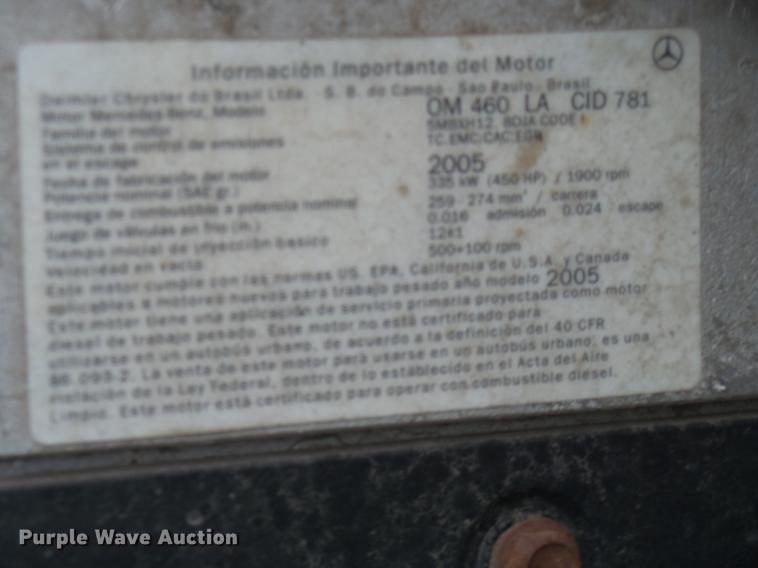 Información Importante del Motor
Daimler Chrysler do Brasil Ltda. S. B. do Campo - Sao Paulo - Brasil
Motor Mercedes Benz, Modelo OM 460 LA CID 781
Familia del motor 5MBXH12.8DJA CODE
Sistema de control de emisiones
en el escape TC,EMC,CAC,EGR
Fecha de fabricación del motor 2005
Potencia nominal (SAE gr.) 335 kW (450 HP) / 1900 rpm
Entrega de combustible a potencia nominal 259 - 274 mm³ / carrera
Juego de válvulas en frío (in.) 0.016 admisión 0.024 escape
Tiempo inicial de inyección básico 12±1
Velocidad en vacío 500+100 rpm
Este motor cumple con las normas US. EPA, California de U.S.A. y Canada
aplicables a motores nuevos para trabajo pesado año modelo 2005
Este motor tiene una aplicación de servicio primaria proyectada como motor
diesel de trabajo pesado. Este motor no está certificado para
utilizarse en un autobús urbano, de acuerdo a la definición del 40 CFR
86.093-2. La venta de este motor para usarse en un autobús urbano, es una
violación de la Ley Federal, dentro de lo establecido en el Acta del Aire
Limpio. Este motor está certificado para operar con combustible diesel.
Purple Wave Auction